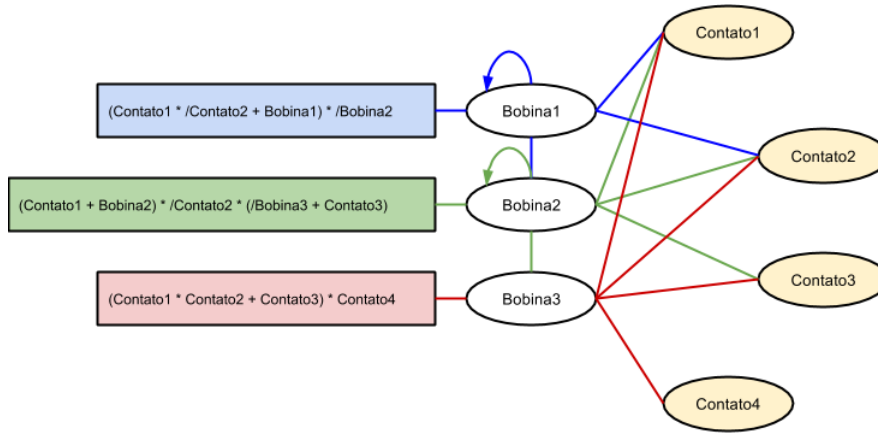 Contato1
(Contato1 * /Contato2 + Bobina1) * /Bobina2
Bobina1
Contato2
(Contato1 + Bobina2) * /Contato2 * (/Bobina3 + Contato3)
Bobina2
Contato3
(Contato1 * Contato2 + Contato3) * Contato4
Bobina3
Contato4